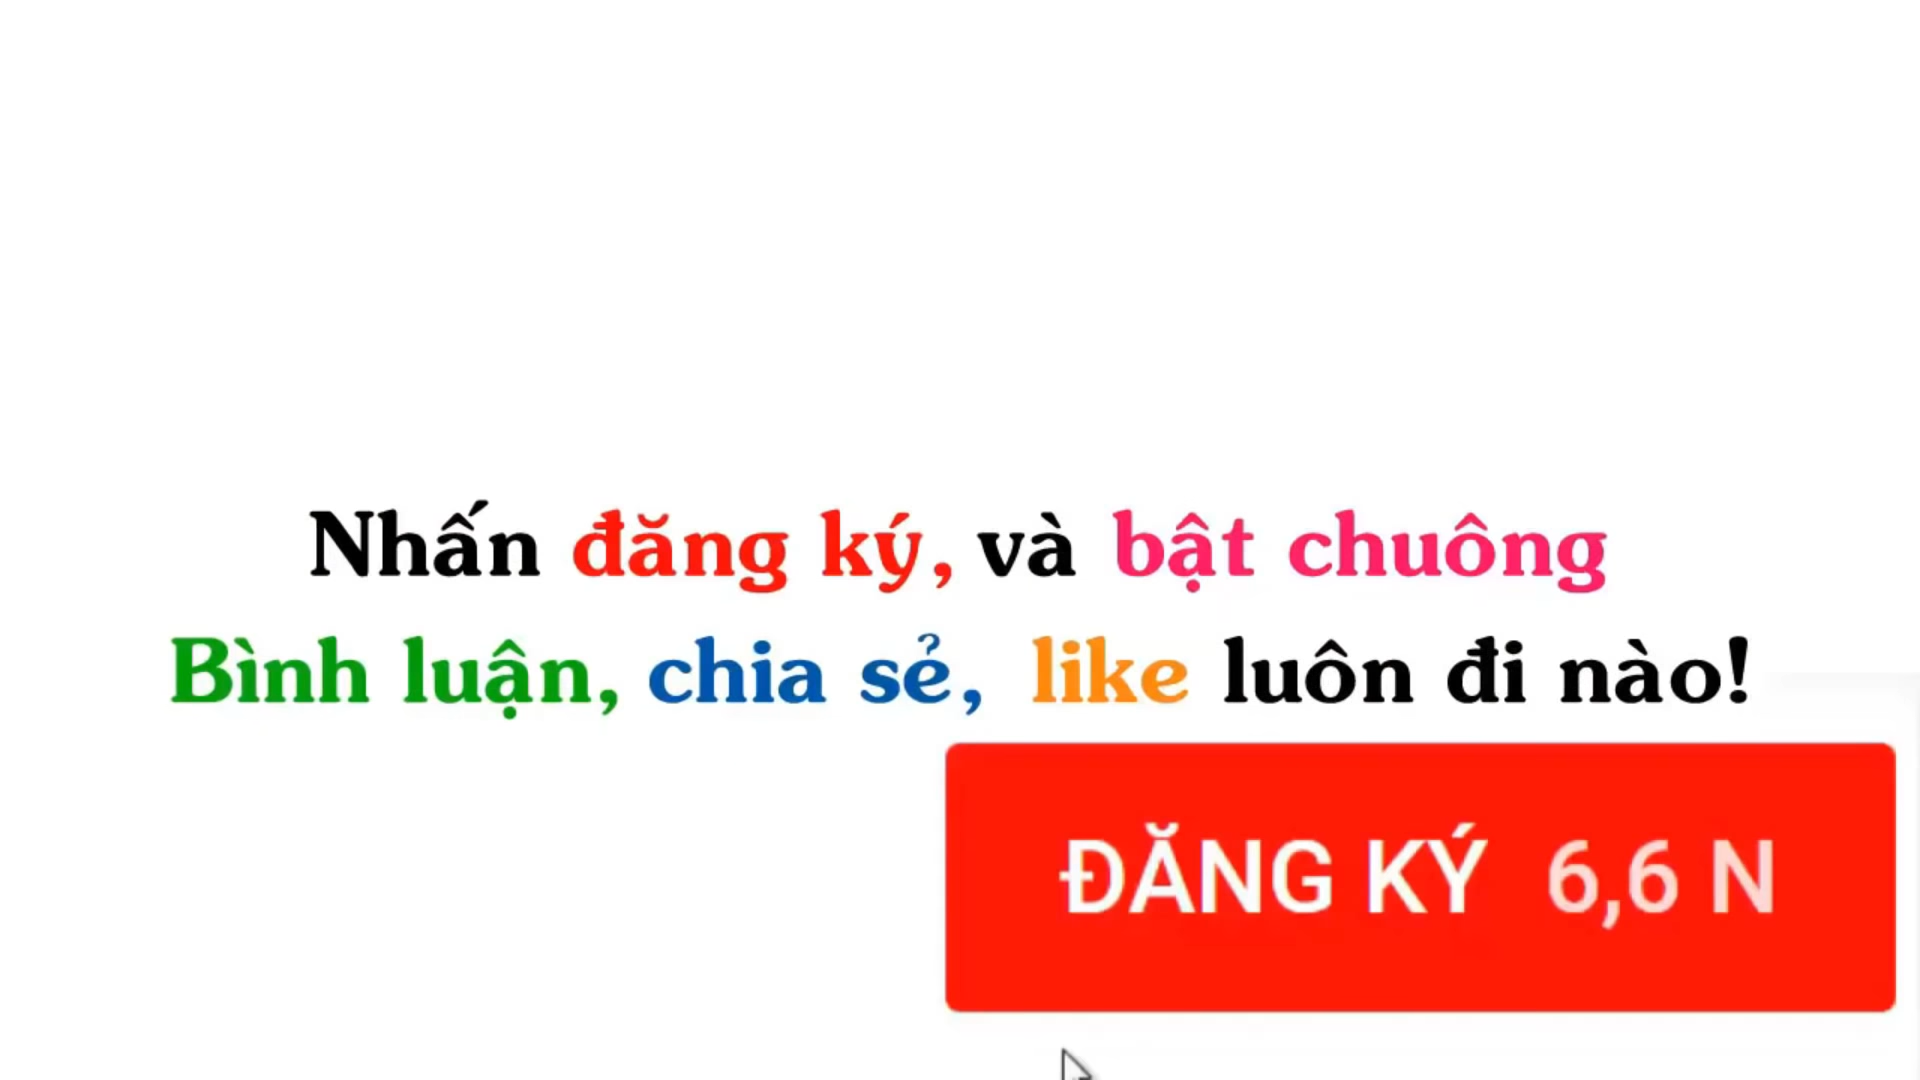 Nhấn đăng ký, và bật chuông
Bình luận, chia sẻ, like luôn đi nào!
ĐĂNG KÝ 6,6 N